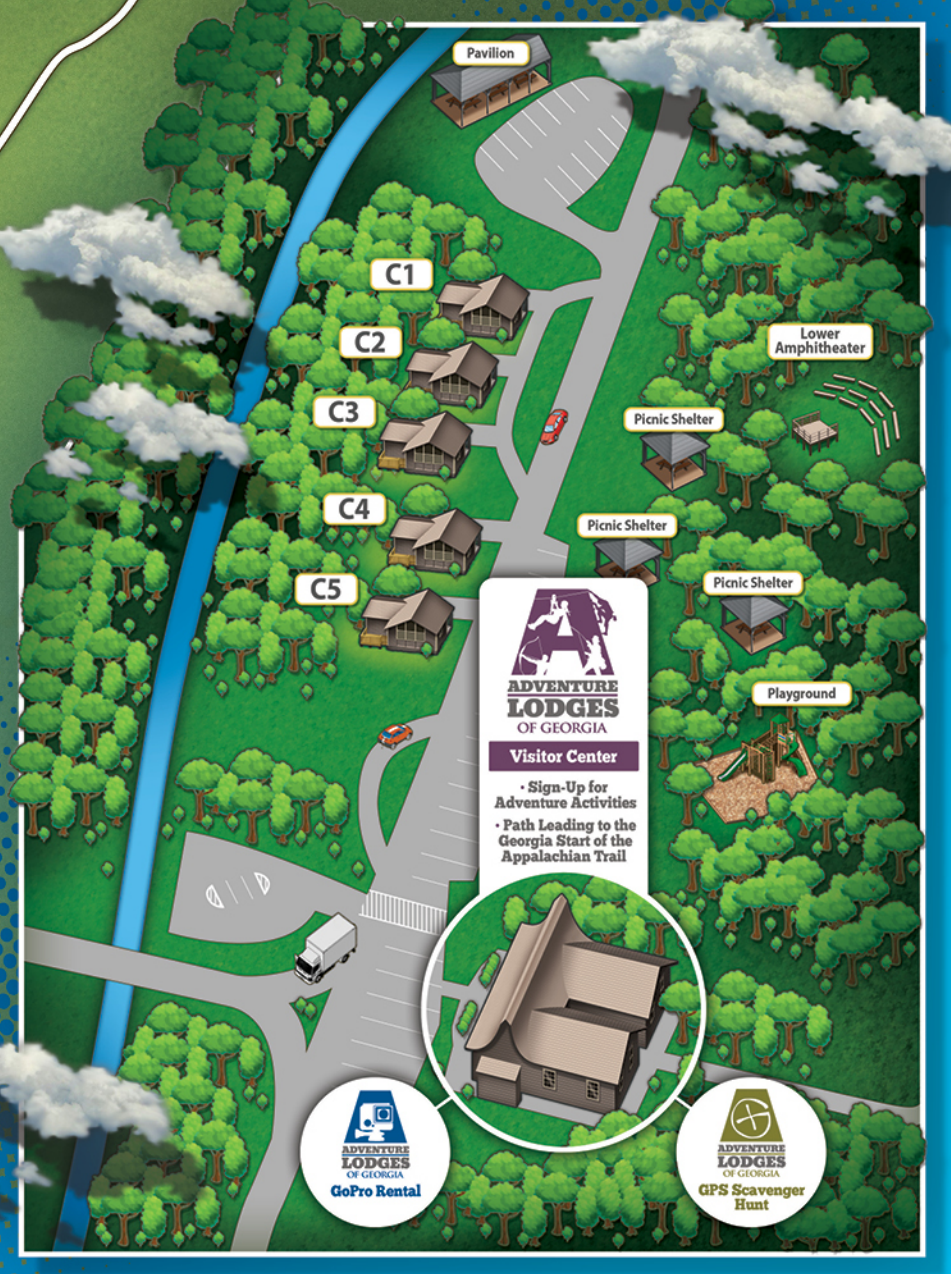 Pavilion
C1
C2
Lower
Amphitheater
C3
Picnic Shelter
C4
Picnic Shelter
C5
Picnic Shelter
ADVENTURE
LODGES
OF GEORGIA
Visitor Center
Playground
• Sign-Up for
Adventure Activities
• Path Leading to the
Georgia Start of the
Appalachian Trail
ADVENTURE
LODGES
OF GEORGIA
GoPro Rental
ADVENTURE
LODGES
OF GEORGIA
GPS Scavenger
Hunt